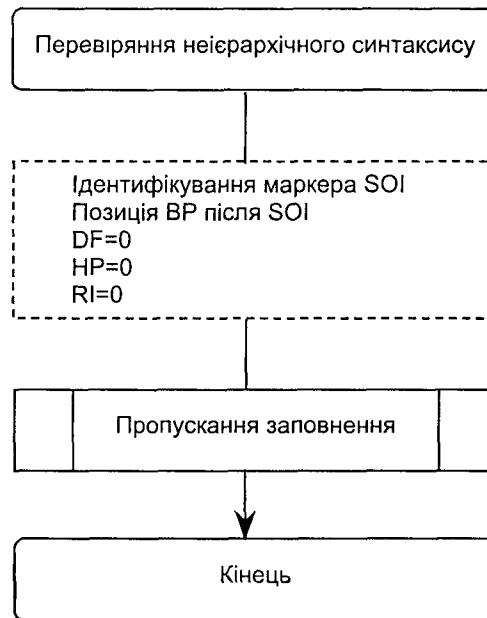 Перевіряння неієрархічного синтаксису
Ідентифікування маркера SOI
Позиція BP після SOI
DF=0
HP=0
RI=0
Пропускання заповнення
Кінець